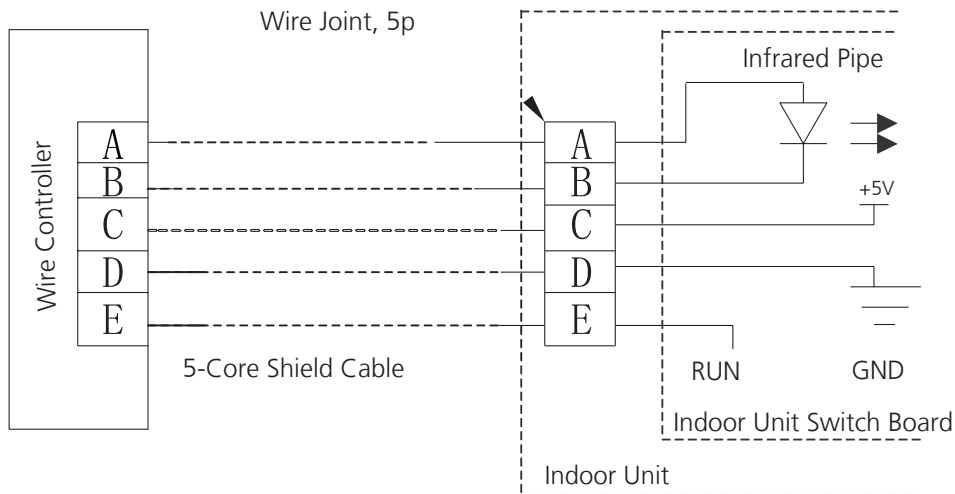 Wire Joint, 5p
Infrared Pipe
Wire Controller
A
B
C
D
E
A
B
C
D
E
+5V
5-Core Shield Cable
RUN
GND
Indoor Unit Switch Board
Indoor Unit